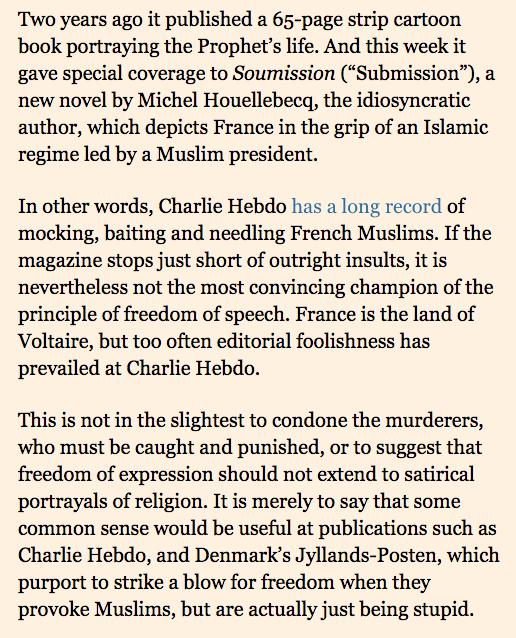 Two years ago it published a 65-page strip cartoon
book portraying the Prophet’s life. And this week it
gave special coverage to Soumission (“Submission”), a
new novel by Michel Houellebecq, the idiosyncratic
author, which depicts France in the grip of an Islamic
regime led by a Muslim president.
In other words, Charlie Hebdo has a long record of
mocking, baiting and needling French Muslims. If the
magazine stops just short of outright insults, it is
nevertheless not the most convincing champion of the
principle of freedom of speech. France is the land of
Voltaire, but too often editorial foolishness has
prevailed at Charlie Hebdo.
This is not in the slightest to condone the murderers,
who must be caught and punished, or to suggest that
freedom of expression should not extend to satirical
portrayals of religion. It is merely to say that some
common sense would be useful at publications such as
Charlie Hebdo, and Denmark’s Jyllands-Posten, which
purport to strike a blow for freedom when they
provoke Muslims, but are actually just being stupid.